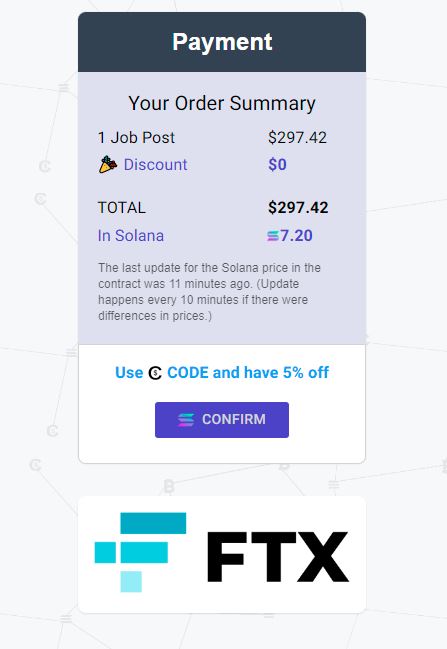 Payment
Your Order Summary
1 Job Post $297.42
Discount $0
TOTAL $297.42
In Solana 7.20
The last update for the Solana price in the
contract was 11 minutes ago. (Update
happens every 10 minutes if there were
differences in prices.)
Use CODE and have 5% off
CONFIRM
FTX